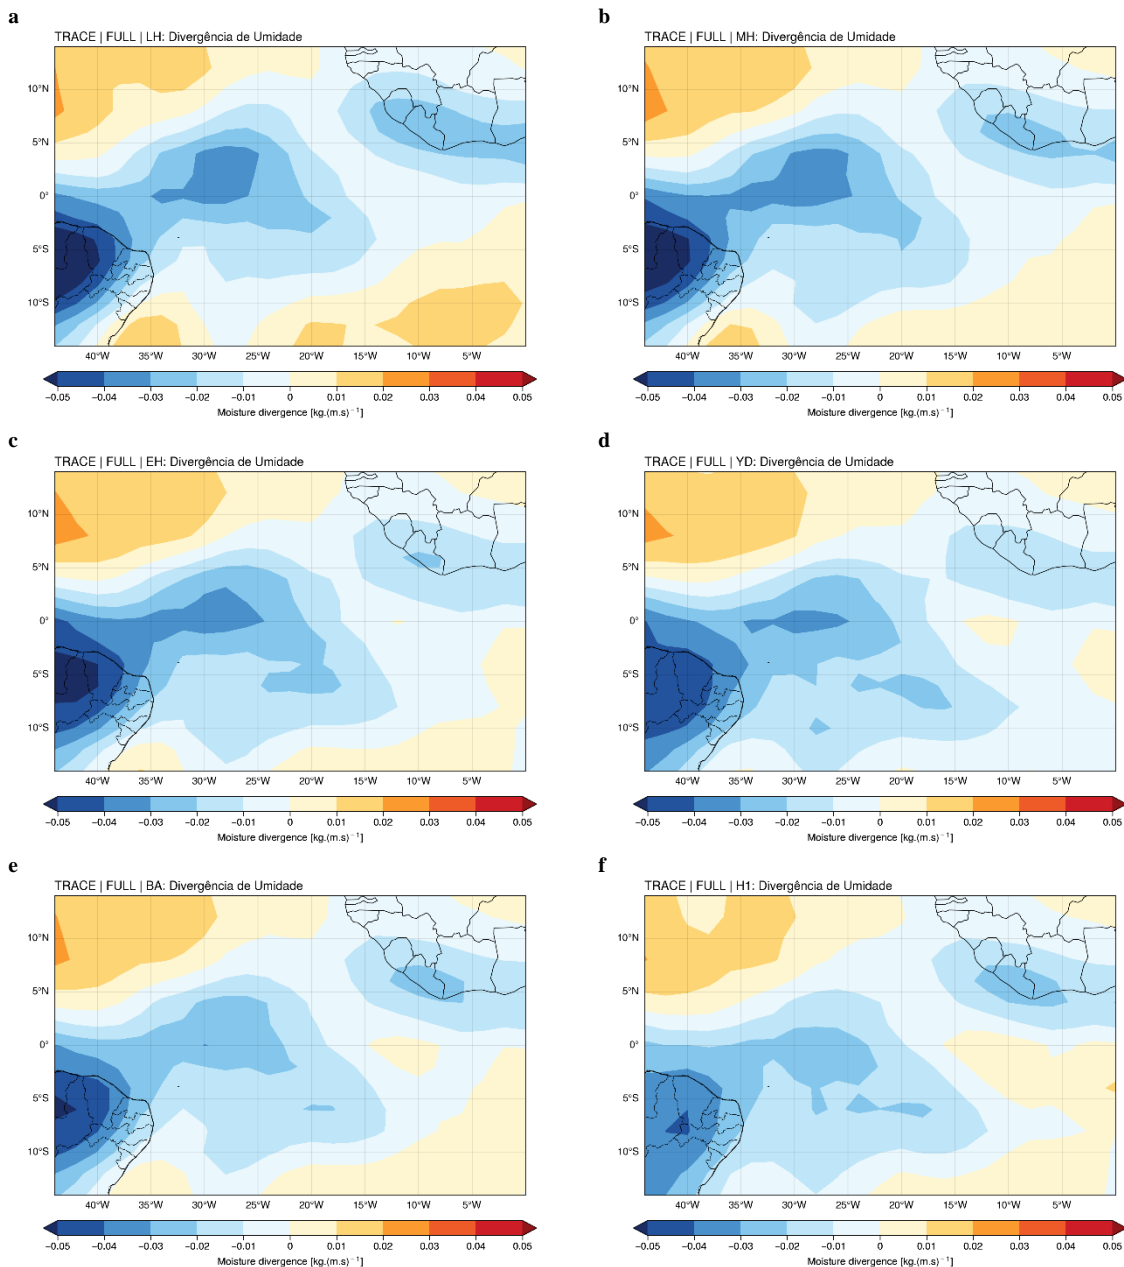 a
TRACE | FULL | LH: Divergência de Umidade
10°N
5°N
0°
5°S
10°S
40°W 35°W 30°W 25°W 20°W 15°W 10°W 5°W
−0.05 −0.04 −0.03 −0.02 −0.01 0 0.01 0.02 0.03 0.04 0.05
Moisture divergence [kg.(m.s)⁻¹]
b
TRACE | FULL | MH: Divergência de Umidade
10°N
5°N
0°
5°S
10°S
40°W 35°W 30°W 25°W 20°W 15°W 10°W 5°W
−0.05 −0.04 −0.03 −0.02 −0.01 0 0.01 0.02 0.03 0.04 0.05
Moisture divergence [kg.(m.s)⁻¹]
c
TRACE | FULL | EH: Divergência de Umidade
10°N
5°N
0°
5°S
10°S
40°W 35°W 30°W 25°W 20°W 15°W 10°W 5°W
−0.05 −0.04 −0.03 −0.02 −0.01 0 0.01 0.02 0.03 0.04 0.05
Moisture divergence [kg.(m.s)⁻¹]
d
TRACE | FULL | YD: Divergência de Umidade
10°N
5°N
0°
5°S
10°S
40°W 35°W 30°W 25°W 20°W 15°W 10°W 5°W
−0.05 −0.04 −0.03 −0.02 −0.01 0 0.01 0.02 0.03 0.04 0.05
Moisture divergence [kg.(m.s)⁻¹]
e
TRACE | FULL | BA: Divergência de Umidade
10°N
5°N
0°
5°S
10°S
40°W 35°W 30°W 25°W 20°W 15°W 10°W 5°W
−0.05 −0.04 −0.03 −0.02 −0.01 0 0.01 0.02 0.03 0.04 0.05
Moisture divergence [kg.(m.s)⁻¹]
f
TRACE | FULL | H1: Divergência de Umidade
10°N
5°N
0°
5°S
10°S
40°W 35°W 30°W 25°W 20°W 15°W 10°W 5°W
−0.05 −0.04 −0.03 −0.02 −0.01 0 0.01 0.02 0.03 0.04 0.05
Moisture divergence [kg.(m.s)⁻¹]